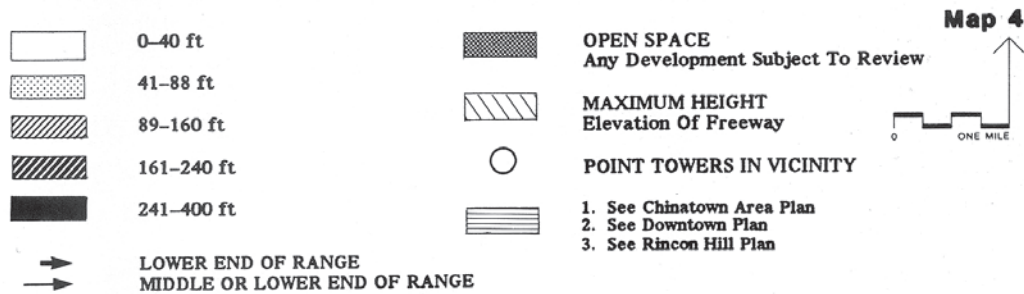 Map 4
0–40 ft
41–88 ft
89–160 ft
161–240 ft
241–400 ft
LOWER END OF RANGE
MIDDLE OR LOWER END OF RANGE
OPEN SPACE
Any Development Subject To Review
MAXIMUM HEIGHT
Elevation Of Freeway
POINT TOWERS IN VICINITY
1. See Chinatown Area Plan
2. See Downtown Plan
3. See Rincon Hill Plan
0 ONE MILE